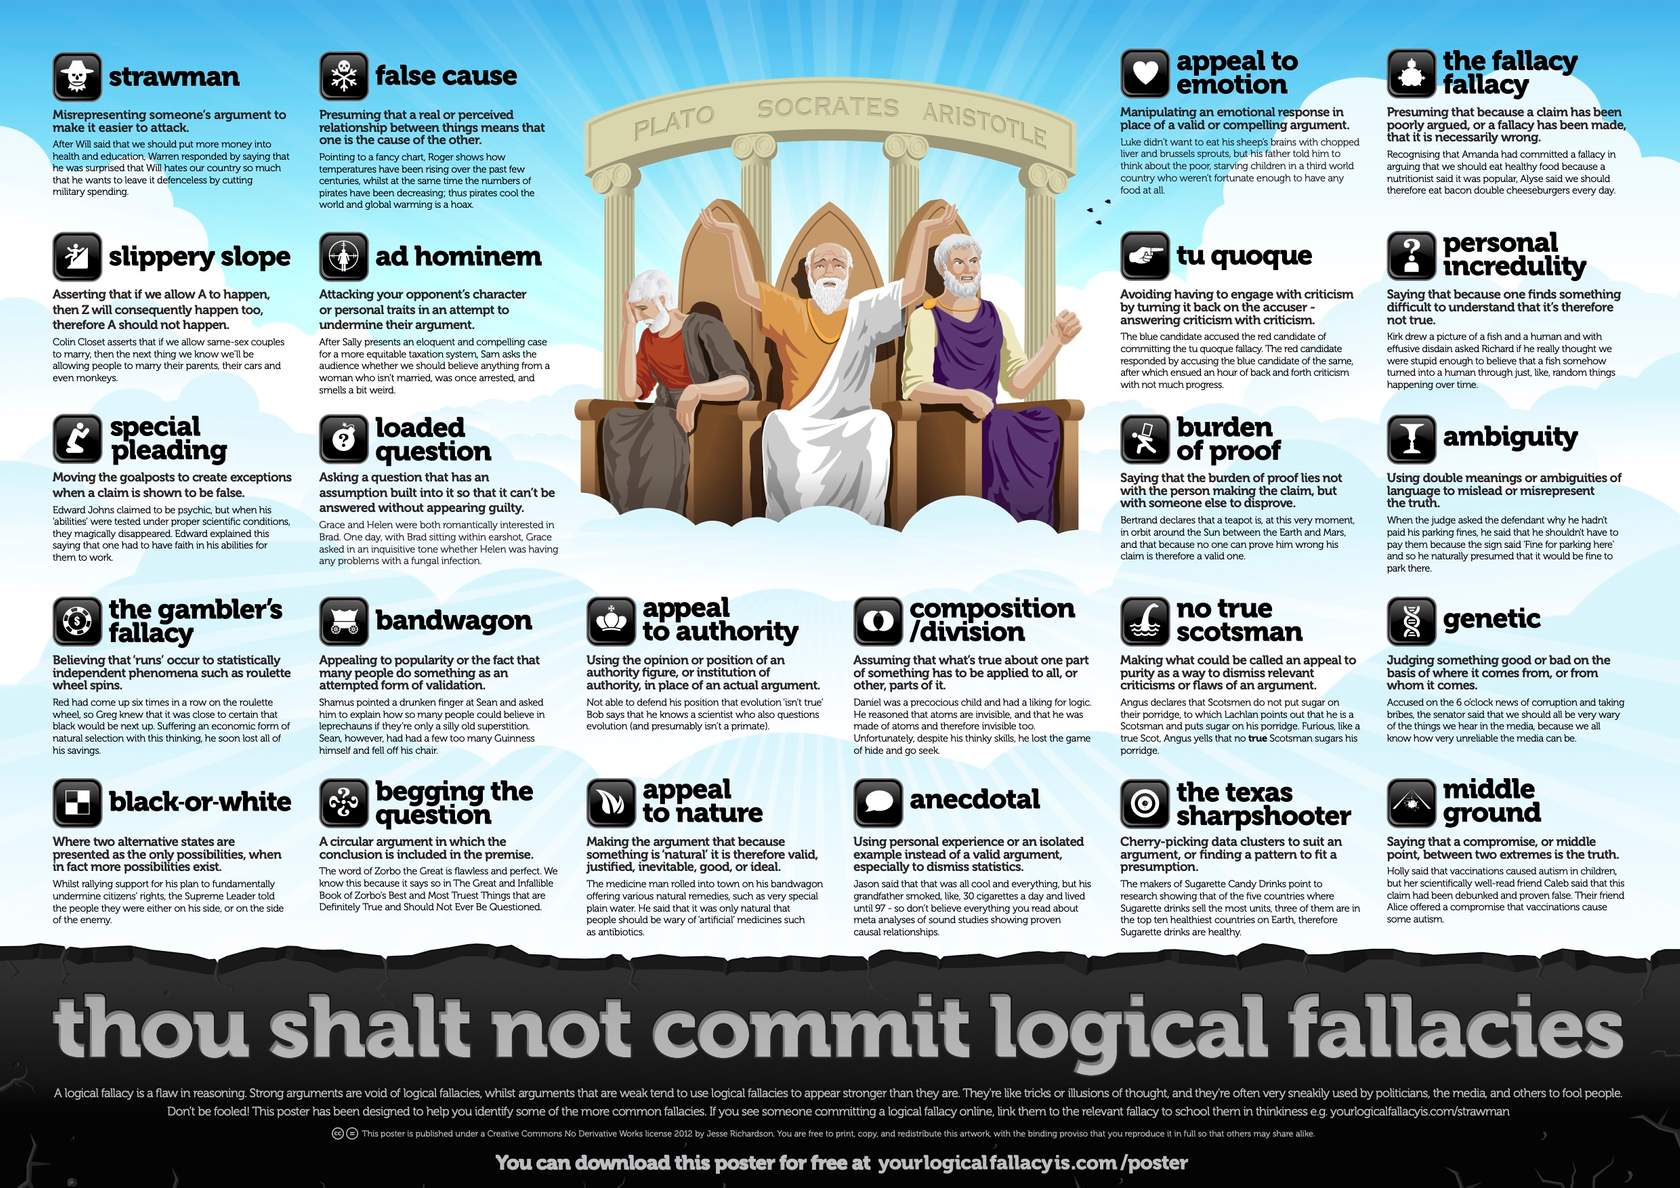 PLATO SOCRATES ARISTOTLE
strawman
Misrepresenting someone's argument to
make it easier to attack.
After Will said that we should put more money into
health and education, Warren responded by saying that
he was surprised that Will hates our country so much
that he wants to leave it defenceless by cutting
military spending.
false cause
Presuming that a real or perceived
relationship between things means that
one is the cause of the other.
Pointing to a fancy chart, Roger shows how
temperatures have been rising over the past few
centuries, whilst at the same time the numbers of
pirates have been decreasing; thus pirates cool the
world and global warming is a hoax.
appeal to
emotion
Manipulating an emotional response in
place of a valid or compelling argument.
Luke didn't want to eat his sheep's brains with chopped
liver and brussels sprouts, but his father told him to
think about the poor, starving children in a third world
country who weren't fortunate enough to have any
food at all.
the fallacy
fallacy
Presuming that because a claim has been
poorly argued, or a fallacy has been made,
that it is necessarily wrong.
Recognising that Amanda had committed a fallacy in
arguing that we should eat healthy food because a
nutritionist said it was popular, Alyse said we should
therefore eat bacon double cheeseburgers every day.
slippery slope
Asserting that if we allow A to happen,
then Z will consequently happen too,
therefore A should not happen.
Colin Closet asserts that if we allow same-sex couples
to marry, then the next thing we know we'll be
allowing people to marry their parents, their cars and
even monkeys.
ad hominem
Attacking your opponent's character
or personal traits in an attempt to
undermine their argument.
After Sally presents an eloquent and compelling case
for a more equitable taxation system, Sam asks the
audience whether we should believe anything from a
woman who isn't married, was once arrested, and
smells a bit weird.
tu quoque
Avoiding having to engage with criticism
by turning it back on the accuser -
answering criticism with criticism.
The blue candidate accused the red candidate of
committing the tu quoque fallacy. The red candidate
responded by accusing the blue candidate of the same,
after which ensued an hour of back and forth criticism
with not much progress.
personal
incredulity
Saying that because one finds something
difficult to understand that it's therefore
not true.
Kirk drew a picture of a fish and a human and with
effusive disdain asked Richard if he really thought we
were stupid enough to believe that a fish somehow
turned into a human through just, like, random things
happening over time.
special
pleading
Moving the goalposts to create exceptions
when a claim is shown to be false.
Edward Johns claimed to be psychic, but when his
'abilities' were tested under proper scientific conditions,
they magically disappeared. Edward explained this
saying that one had to have faith in his abilities for
them to work.
loaded
question
Asking a question that has an
assumption built into it so that it can't be
answered without appearing guilty.
Grace and Helen were both romantically interested in
Brad. One day, with Brad sitting within earshot, Grace
asked in an inquisitive tone whether Helen was having
any problems with a fungal infection.
burden
of proof
Saying that the burden of proof lies not
with the person making the claim, but
with someone else to disprove.
Bertrand declares that a teapot is, at this very moment,
in orbit around the Sun between the Earth and Mars,
and that because no one can prove him wrong his
claim is therefore a valid one.
ambiguity
Using double meanings or ambiguities of
language to mislead or misrepresent
the truth.
When the judge asked the defendant why he hadn't
paid his parking fines, he said that he shouldn't have to
pay them because the sign said 'Fine for parking here'
and so he naturally presumed that it would be fine to
park there.
the gambler's
fallacy
Believing that 'runs' occur to statistically
independent phenomena such as roulette
wheel spins.
Red had come up six times in a row on the roulette
wheel, so Greg knew that it was close to certain that
black would be next up. Suffering an economic form of
natural selection with this thinking, he soon lost all of
his savings.
bandwagon
Appealing to popularity or the fact that
many people do something as an
attempted form of validation.
Shamus pointed a drunken finger at Sean and asked
him to explain how so many people could believe in
leprechauns if they're only a silly old superstition.
Sean, however, had had a few too many Guinness
himself and fell off his chair.
appeal
to authority
Using the opinion or position of an
authority figure, or institution of
authority, in place of an actual argument.
Not able to defend his position that evolution 'isn't true'
Bob says that he knows a scientist who also questions
evolution (and presumably isn't a primate).
composition
/division
Assuming that what's true about one part
of something has to be applied to all, or
other, parts of it.
Daniel was a precocious child and had a liking for logic.
He reasoned that atoms are invisible, and that he was
made of atoms and therefore invisible too.
Unfortunately, despite his thinky skills, he lost the game
of hide and go seek.
no true
scotsman
Making what could be called an appeal to
purity as a way to dismiss relevant
criticisms or flaws of an argument.
Angus declares that Scotsmen do not put sugar on
their porridge, to which Lachlan points out that he is a
Scotsman and puts sugar on his porridge. Furious, like a
true Scot, Angus yells that no true Scotsman sugars his
porridge.
genetic
Judging something good or bad on the
basis of where it comes from, or from
whom it comes.
Accused on the 6 o'clock news of corruption and taking
bribes, the senator said that we should all be very wary
of the things we hear in the media, because we all
know how very unreliable the media can be.
black-or-white
Where two alternative states are
presented as the only possibilities, when
in fact more possibilities exist.
Whilst rallying support for his plan to fundamentally
undermine citizens' rights, the Supreme Leader told
the people they were either on his side, or on the side
of the enemy.
begging the
question
A circular argument in which the
conclusion is included in the premise.
The word of Zorbo the Great is flawless and perfect. We
know this because it says so in The Great and Infallible
Book of Zorbo's Best and Most Truest Things that are
Definitely True and Should Not Ever Be Questioned.
appeal
to nature
Making the argument that because
something is 'natural' it is therefore valid,
justified, inevitable, good, or ideal.
The medicine man rolled into town on his bandwagon
offering various natural remedies, such as very special
plain water. He said that it was only natural that
people should be wary of 'artificial' medicines such
as antibiotics.
anecdotal
Using personal experience or an isolated
example instead of a valid argument,
especially to dismiss statistics.
Jason said that that was all cool and everything, but his
grandfather smoked, like, 30 cigarettes a day and lived
until 97 - so don't believe everything you read about
meta analyses of sound studies showing proven
causal relationships.
the texas
sharpshooter
Cherry-picking data clusters to suit an
argument, or finding a pattern to fit a
presumption.
The makers of Sugarette Candy Drinks point to
research showing that of the five countries where
Sugarette drinks sell the most units, three of them are in
the top ten healthiest countries on Earth, therefore
Sugarette drinks are healthy.
middle
ground
Saying that a compromise, or middle
point, between two extremes is the truth.
Holly said that vaccinations caused autism in children,
but her scientifically well-read friend Caleb said that this
claim had been debunked and proven false. Their friend
Alice offered a compromise that vaccinations cause
some autism.
thou shalt not commit logical fallacies
A logical fallacy is a flaw in reasoning. Strong arguments are void of logical fallacies, whilst arguments that are weak tend to use logical fallacies to appear stronger than they are. They're like tricks or illusions of thought, and they're often very sneakily used by politicians, the media, and others to fool people.
Don't be fooled! This poster has been designed to help you identify some of the more common fallacies. If you see someone committing a logical fallacy online, link them to the relevant fallacy to school them in thinkiness e.g. yourlogicalfallacyis.com/strawman
cc = This poster is published under a Creative Commons No Derivative Works license 2012 by Jesse Richardson. You are free to print, copy, and redistribute this artwork, with the binding proviso that you reproduce it in full so that others may share alike.
You can download this poster for free at yourlogicalfallacyis.com/poster